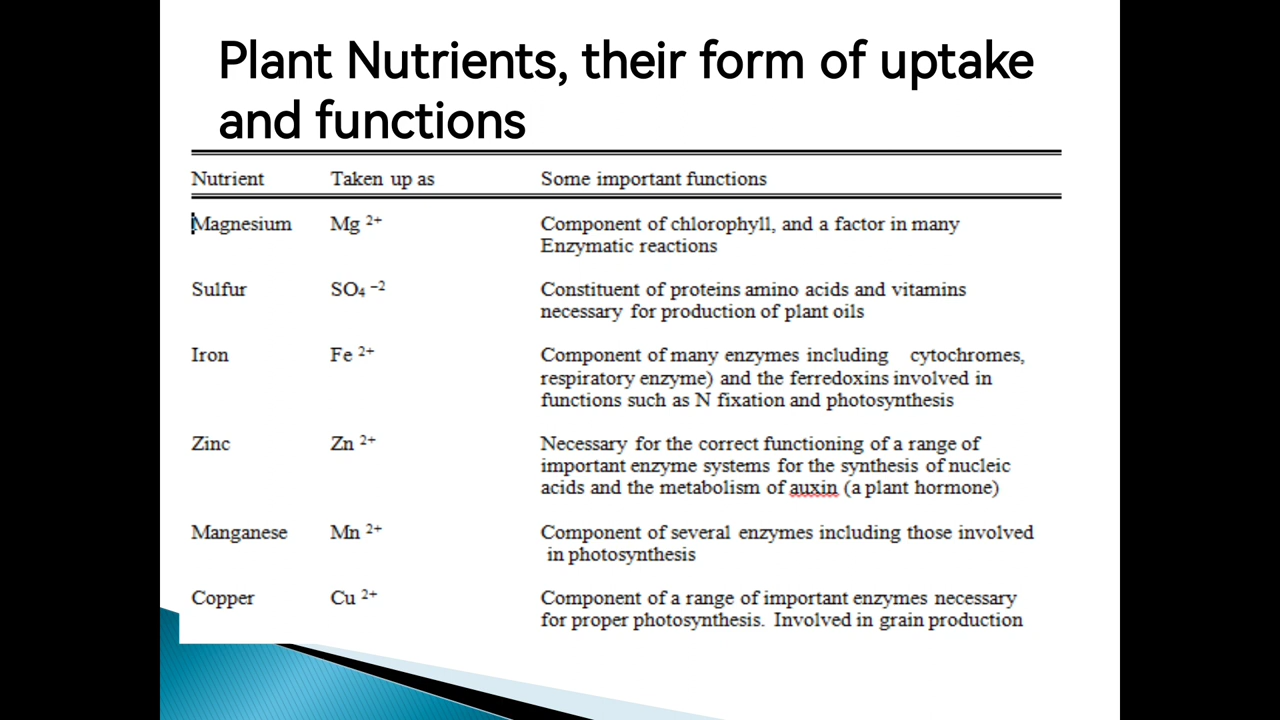 Plant Nutrients, their form of uptake
and functions
Nutrient Taken up as Some important functions
Magnesium Mg 2+ Component of chlorophyll, and a factor in many
Enzymatic reactions
Sulfur SO4 –2 Constituent of proteins amino acids and vitamins
necessary for production of plant oils
Iron Fe 2+ Component of many enzymes including cytochromes,
respiratory enzyme) and the ferredoxins involved in
functions such as N fixation and photosynthesis
Zinc Zn 2+ Necessary for the correct functioning of a range of
important enzyme systems for the synthesis of nucleic
acids and the metabolism of auxin (a plant hormone)
Manganese Mn 2+ Component of several enzymes including those involved
in photosynthesis
Copper Cu 2+ Component of a range of important enzymes necessary
for proper photosynthesis. Involved in grain production